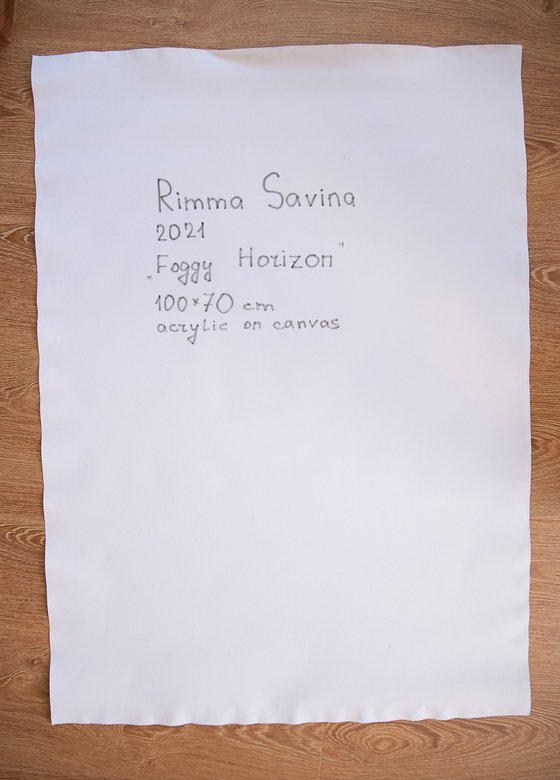 Rimma Savina
2021
„Foggy Horizon"
100×70 cm
acrylic on canvas